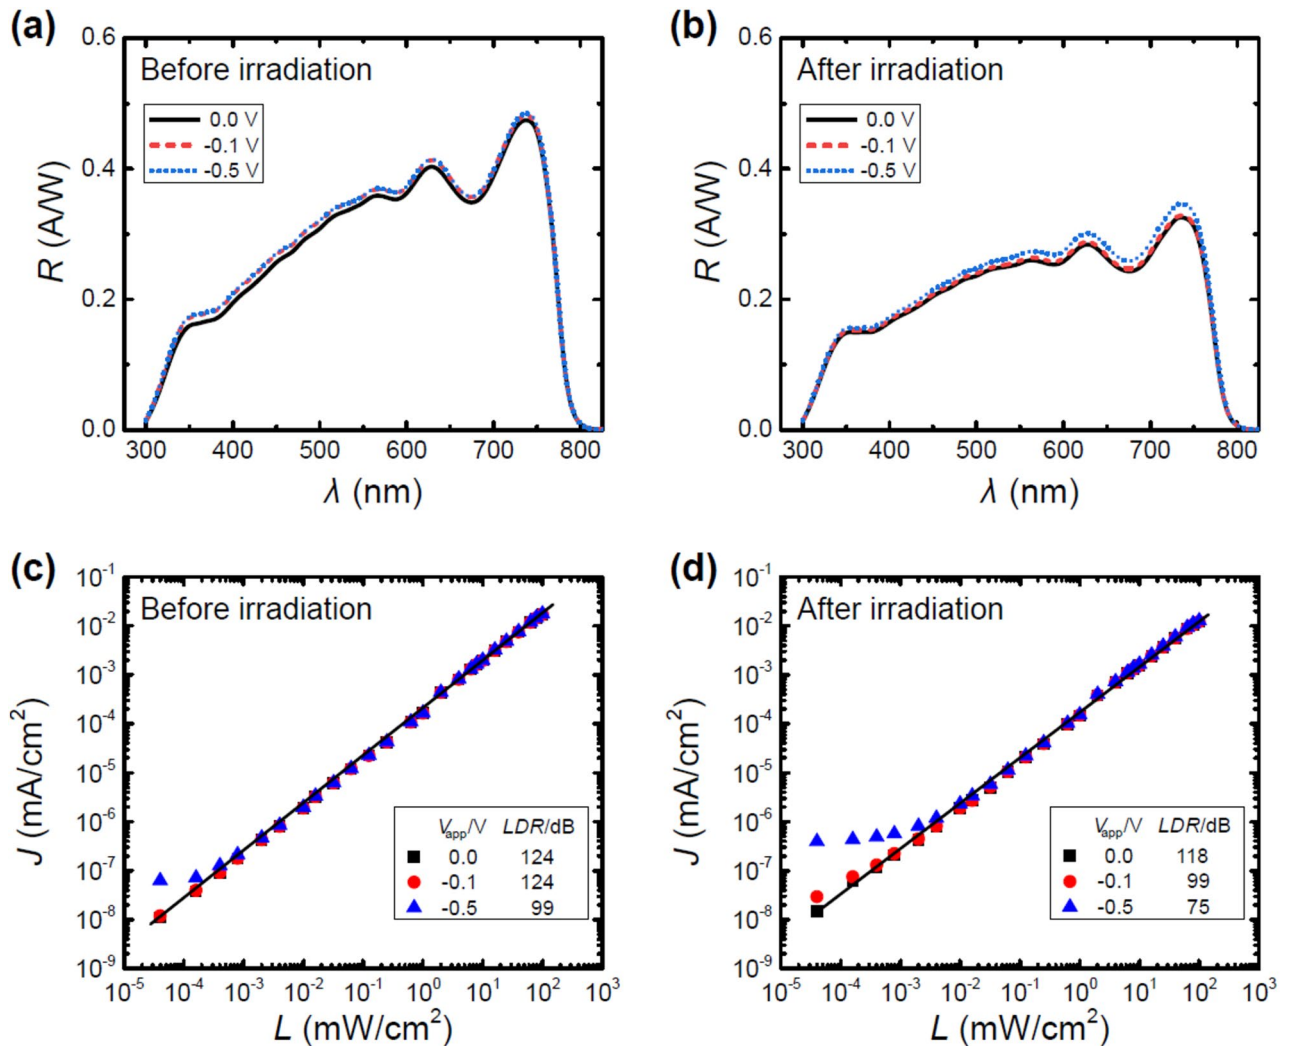 (a)
0.6
0.4
0.2
0.0
R (A/W)
Before irradiation
0.0 V
-0.1 V
-0.5 V
300 400 500 600 700 800
λ (nm)
(b)
0.6
0.4
0.2
0.0
R (A/W)
After irradiation
0.0 V
-0.1 V
-0.5 V
300 400 500 600 700 800
λ (nm)
(c)
10⁻¹
10⁻²
10⁻³
10⁻⁴
10⁻⁵
10⁻⁶
10⁻⁷
10⁻⁸
10⁻⁹
J (mA/cm²)
Before irradiation
Vapp/V LDR/dB
0.0 124
-0.1 124
-0.5 99
10⁻⁵ 10⁻⁴ 10⁻³ 10⁻² 10⁻¹ 10⁰ 10¹ 10² 10³
L (mW/cm²)
(d)
10⁻¹
10⁻²
10⁻³
10⁻⁴
10⁻⁵
10⁻⁶
10⁻⁷
10⁻⁸
10⁻⁹
J (mA/cm²)
After irradiation
Vapp/V LDR/dB
0.0 118
-0.1 99
-0.5 75
10⁻⁵ 10⁻⁴ 10⁻³ 10⁻² 10⁻¹ 10⁰ 10¹ 10² 10³
L (mW/cm²)